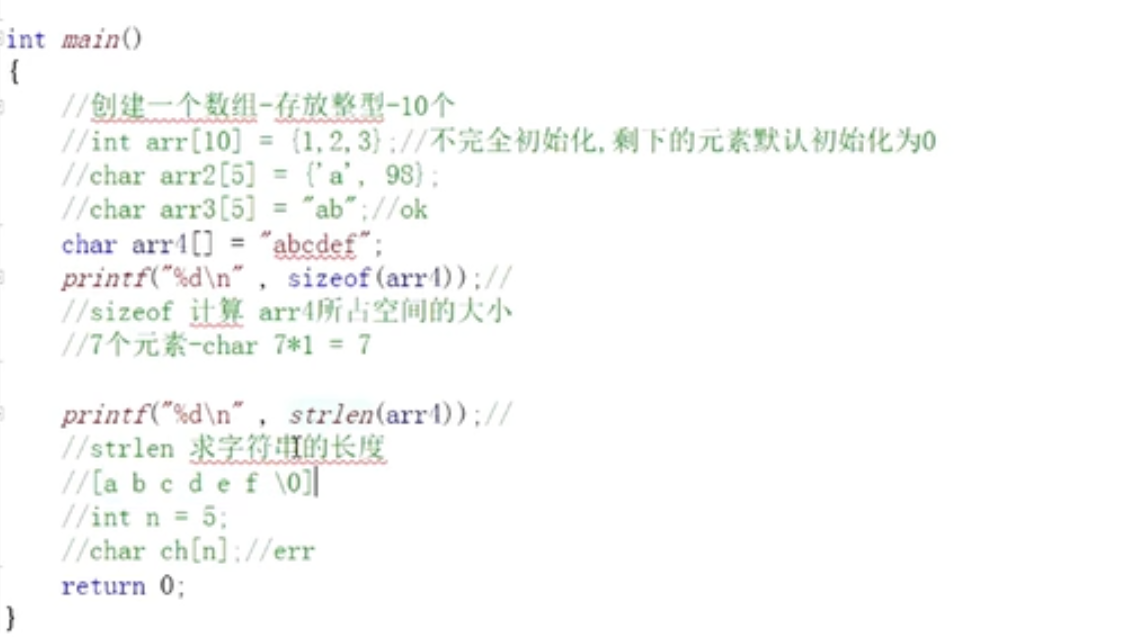 int main()
{
//创建一个数组-存放整型-10个
//int arr[10] = {1,2,3};//不完全初始化,剩下的元素默认初始化为0
//char arr2[5] = {'a', 98};
//char arr3[5] = "ab";//ok
char arr4[] = "abcdef";
printf("%d\n" , sizeof(arr4));//
//sizeof 计算 arr4所占空间的大小
//7个元素-char 7*1 = 7
printf("%d\n" , strlen(arr4));//
//strlen 求字符串的长度
//[a b c d e f \0]
//int n = 5;
//char ch[n];//err
return 0;
}